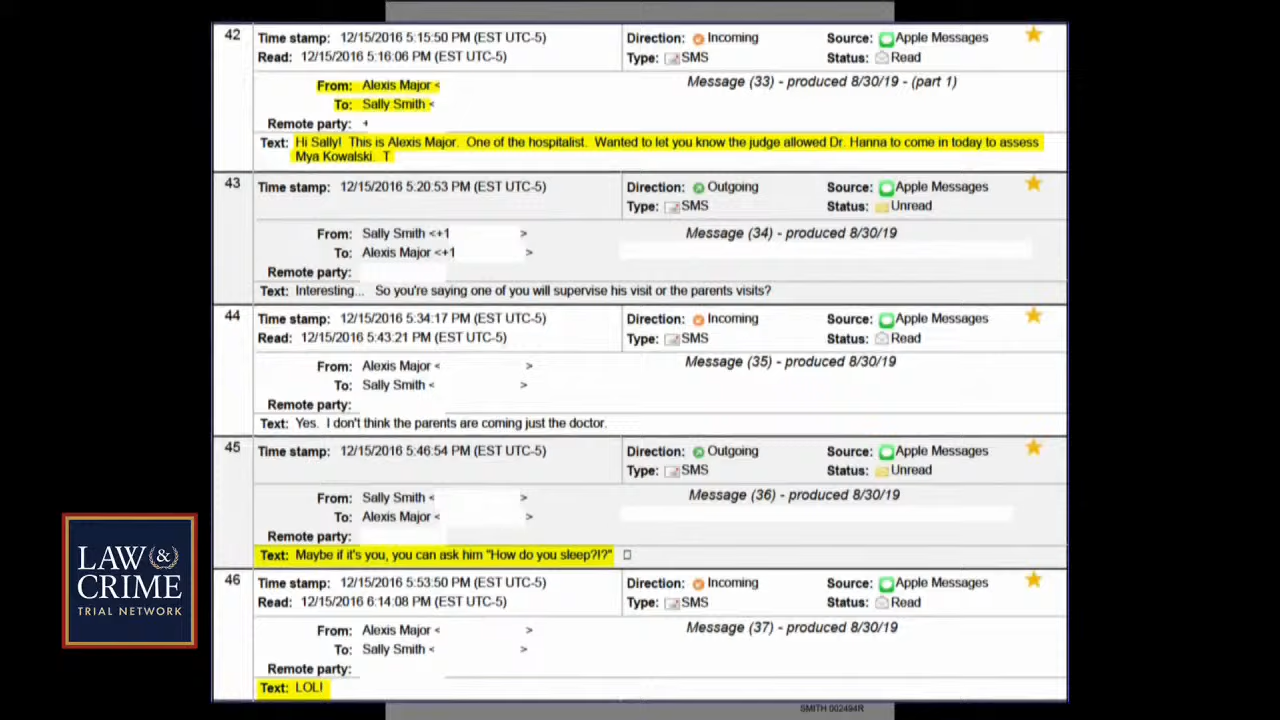 42
Time stamp: 12/15/2016 5:15:50 PM (EST UTC-5)
Direction: Incoming
Source: Apple Messages
Read: 12/15/2016 5:16:06 PM (EST UTC-5)
Type: SMS
Status: Read
From: Alexis Major <
Message (33) - produced 8/30/19 - (part 1)
To: Sally Smith <
Remote party: +
Text: Hi Sally! This is Alexis Major. One of the hospitalist. Wanted to let you know the judge allowed Dr. Hanna to come in today to assess
Mya Kowalski. T
43
Time stamp: 12/15/2016 5:20:53 PM (EST UTC-5)
Direction: Outgoing
Source: Apple Messages
Type: SMS
Status: Unread
From: Sally Smith <+1 >
Message (34) - produced 8/30/19
To: Alexis Major <+1 >
Remote party:
Text: Interesting... So you're saying one of you will supervise his visit or the parents visits?
44
Time stamp: 12/15/2016 5:34:17 PM (EST UTC-5)
Direction: Incoming
Source: Apple Messages
Read: 12/15/2016 5:43:21 PM (EST UTC-5)
Type: SMS
Status: Read
From: Alexis Major < >
Message (35) - produced 8/30/19
To: Sally Smith < >
Remote party:
Text: Yes. I don't think the parents are coming just the doctor.
45
Time stamp: 12/15/2016 5:46:54 PM (EST UTC-5)
Direction: Outgoing
Source: Apple Messages
Type: SMS
Status: Unread
From: Sally Smith < >
Message (36) - produced 8/30/19
To: Alexis Major < >
Remote party:
Text: Maybe if it's you, you can ask him "How do you sleep?!?" □
46
Time stamp: 12/15/2016 5:53:50 PM (EST UTC-5)
Direction: Incoming
Source: Apple Messages
Read: 12/15/2016 6:14:08 PM (EST UTC-5)
Type: SMS
Status: Read
From: Alexis Major < >
Message (37) - produced 8/30/19
To: Sally Smith < >
Remote party:
Text: LOL!
SMITH 002494R
LAW &
CRIME
TRIAL NETWORK